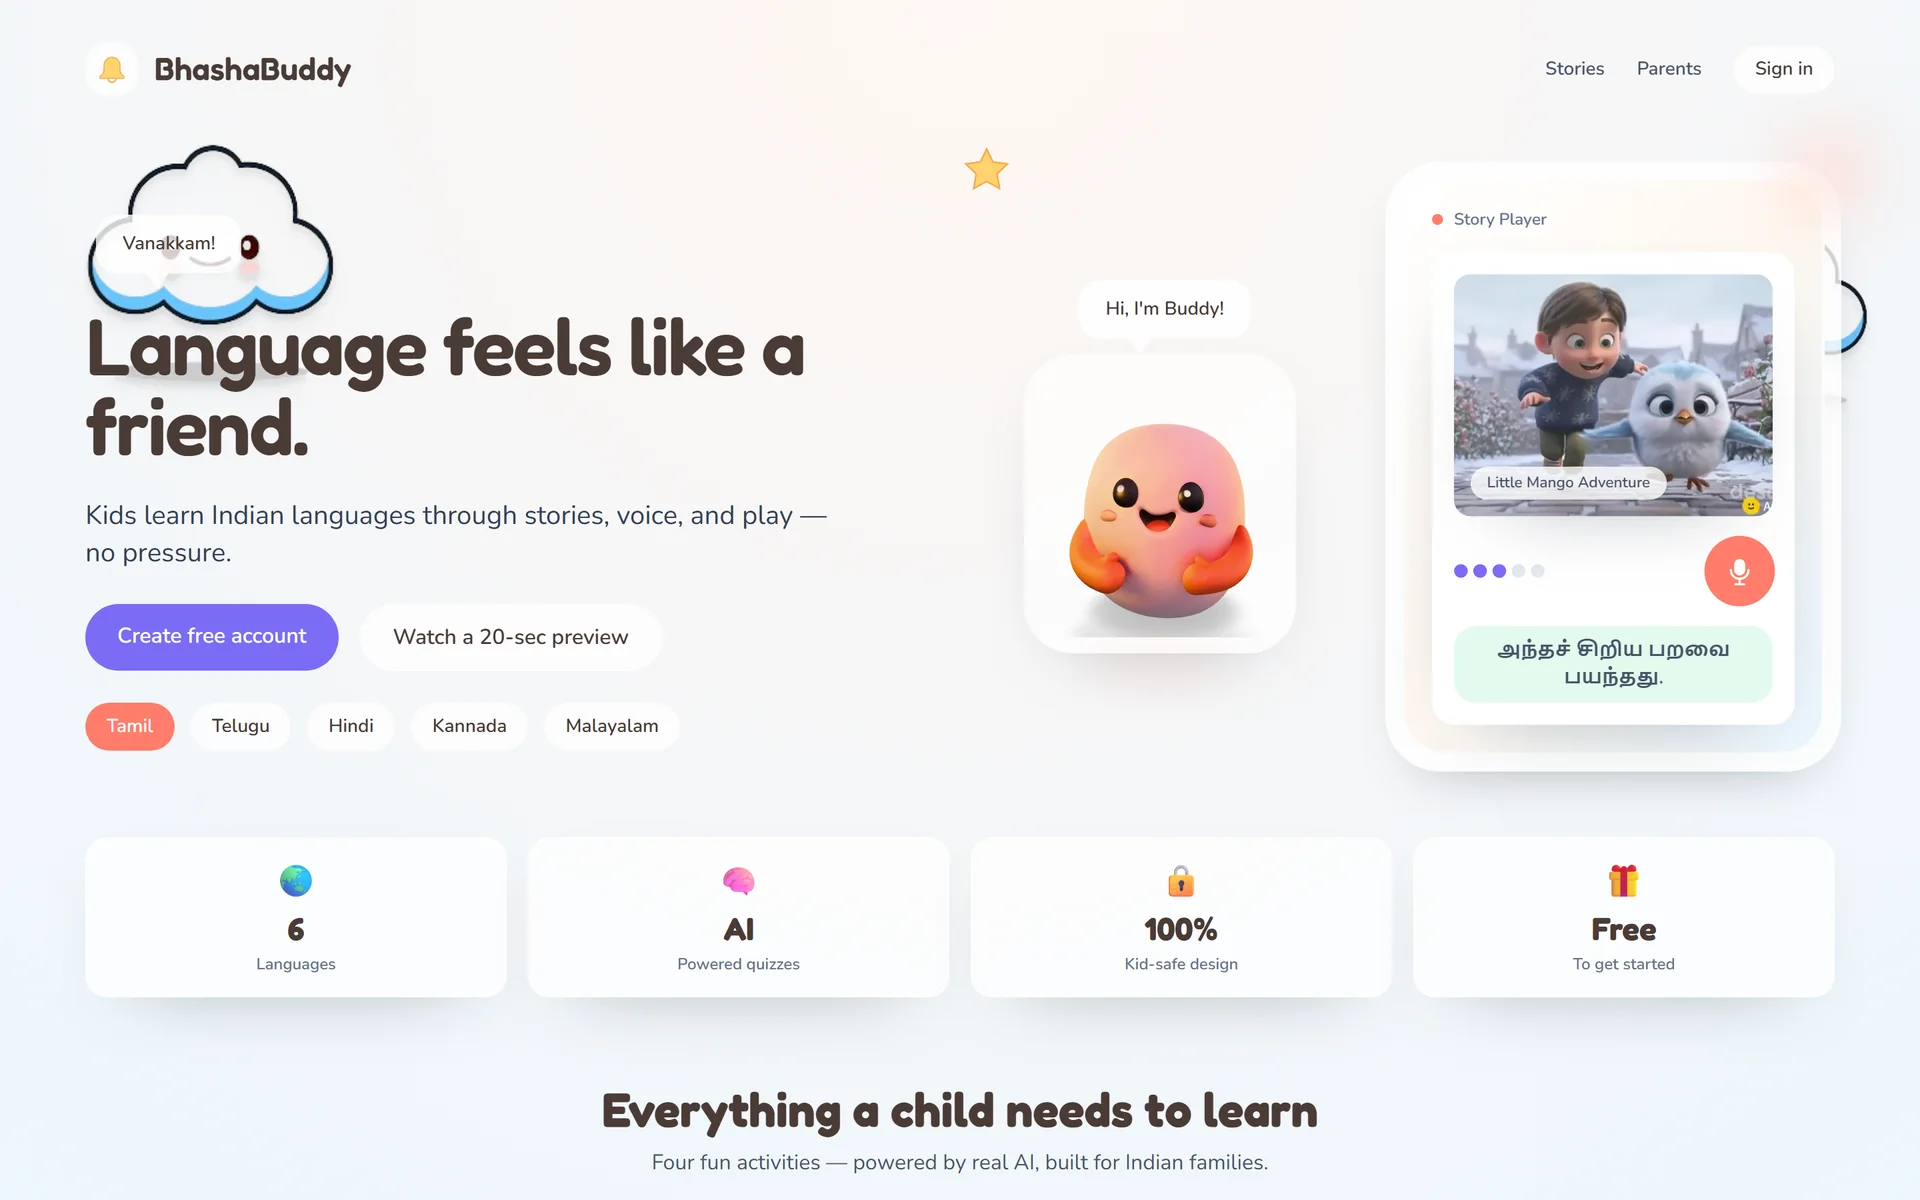 BhashaBuddy
Stories
Parents
Sign in
Vanakkam!
Language feels like a
friend.
Kids learn Indian languages through stories, voice, and play —
no pressure.
Create free account
Watch a 20-sec preview
Tamil
Telugu
Hindi
Kannada
Malayalam
Hi, I'm Buddy!
Story Player
Little Mango Adventure
அந்தச் சிறிய பறவை
பயந்தது.
6
Languages
AI
Powered quizzes
100%
Kid-safe design
Free
To get started
Everything a child needs to learn
Four fun activities — powered by real AI, built for Indian families.